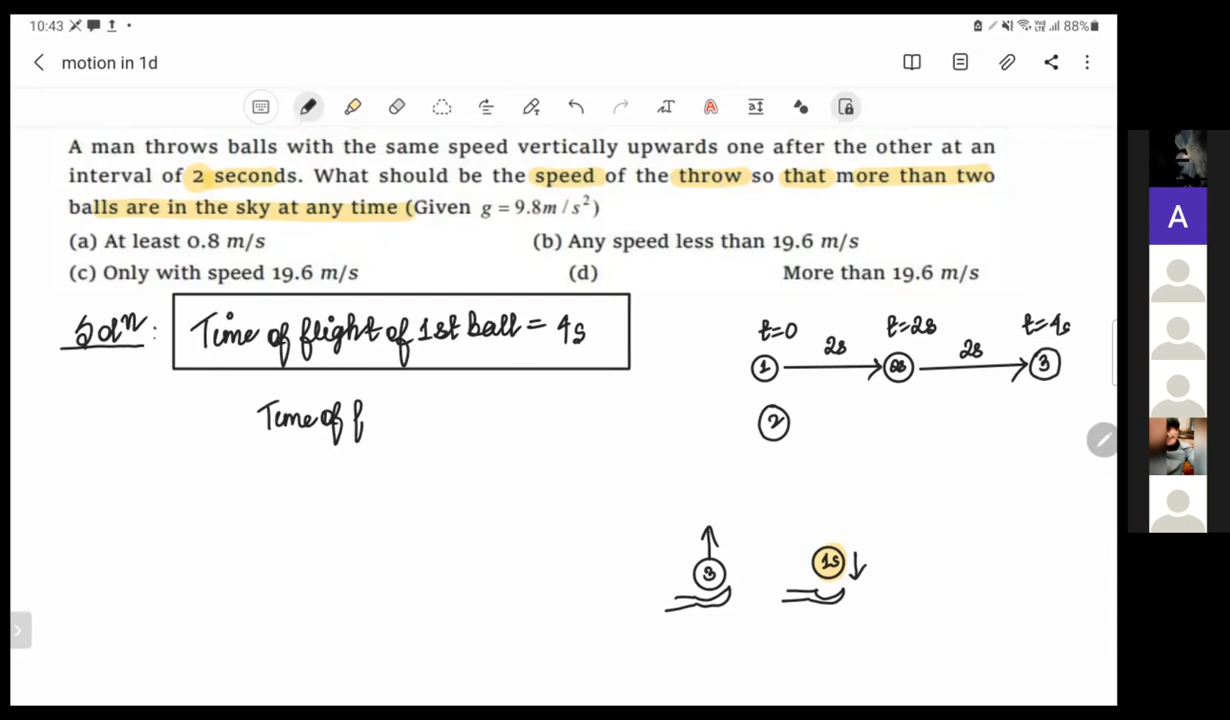 10:43
88%
motion in 1d
A man throws balls with the same speed vertically upwards one after the other at an
interval of 2 seconds. What should be the speed of the throw so that more than two
balls are in the sky at any time (Given g = 9.8m / s²)
(a) At least 0.8 m/s (b) Any speed less than 19.6 m/s
(c) Only with speed 19.6 m/s (d) More than 19.6 m/s
Solⁿ: Time of flight of 1st ball = 4s
t=0 t=2s t=4s
1 2s 2s 3
Time of f
2
3 1s
A